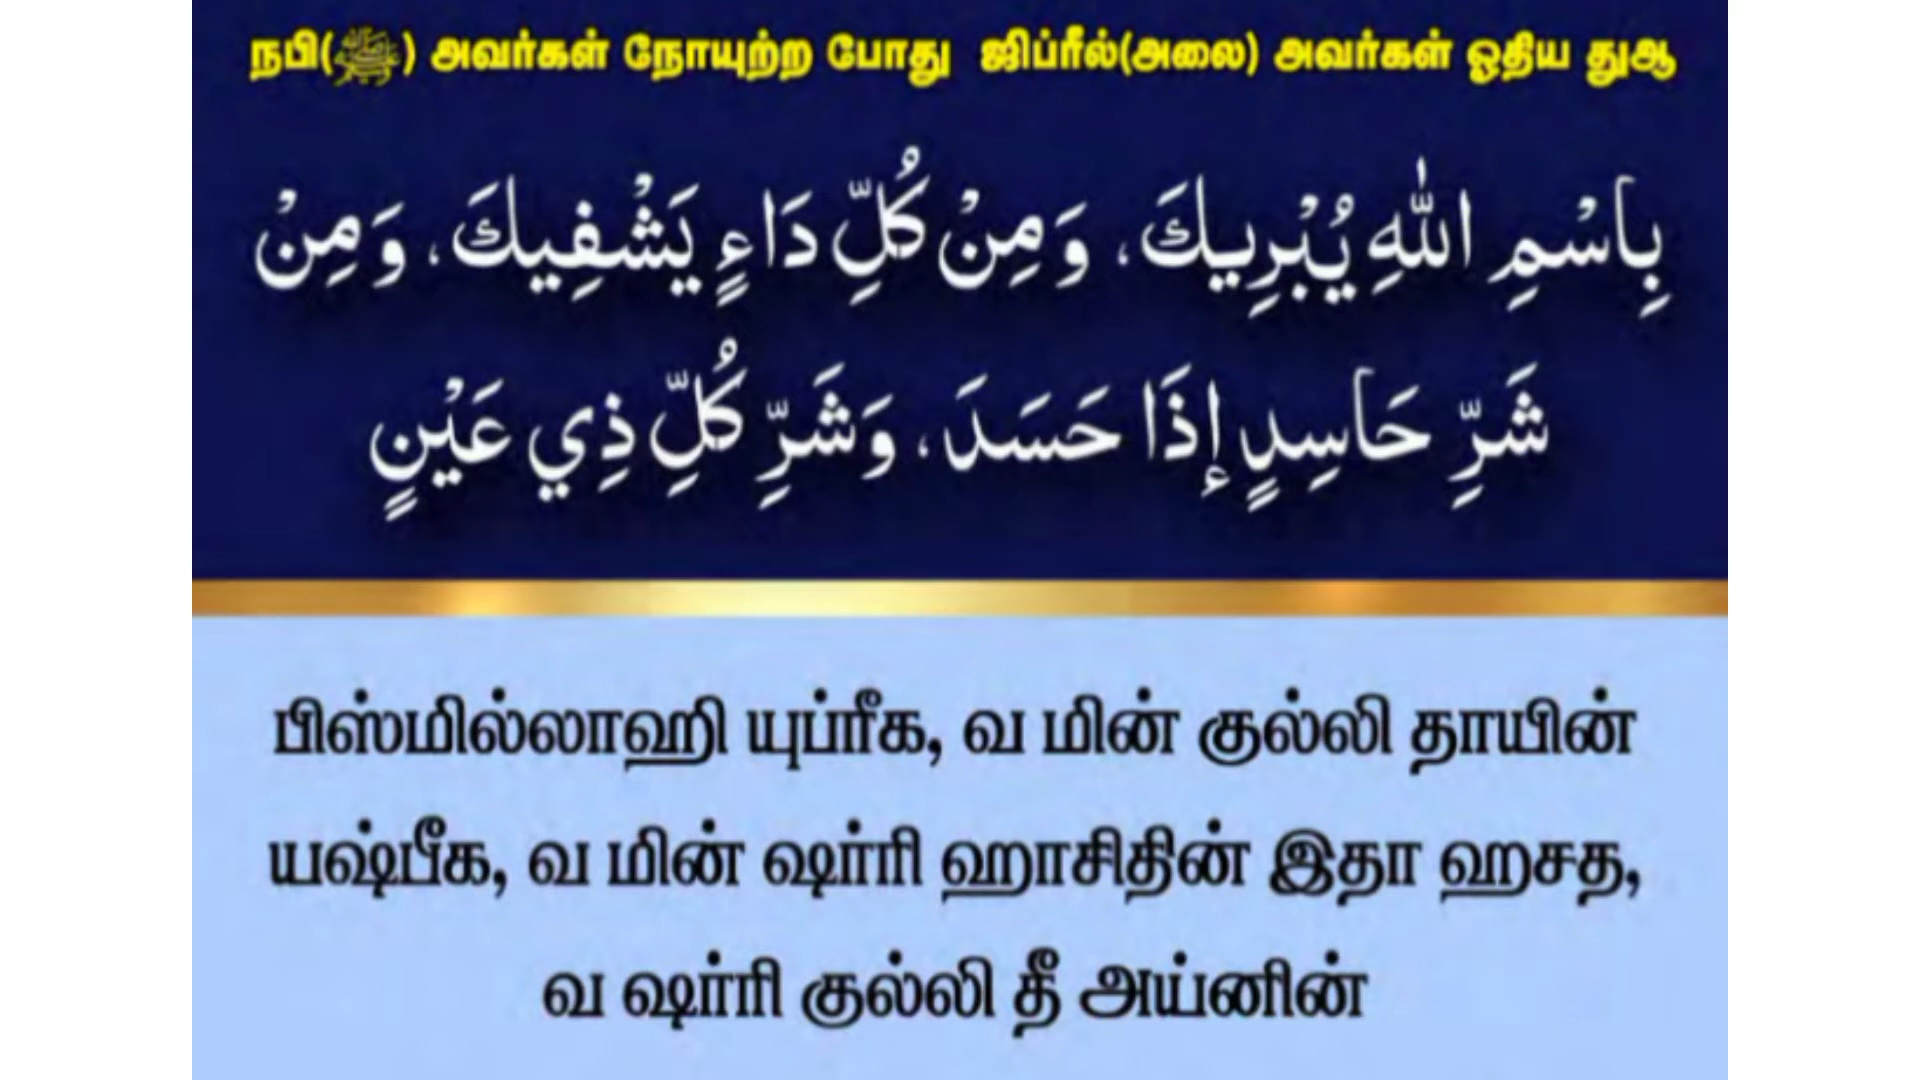 நபி(ﷺ) அவர்கள் நோயுற்ற போது ஜிப்ரீல்(அலை) அவர்கள் ஓதிய துஆ
بِاسْمِ اللّٰهِ يُبْرِيكَ، وَمِنْ كُلِّ دَاءٍ يَشْفِيكَ، وَمِنْ
شَرِّ حَاسِدٍ إِذَا حَسَدَ، وَشَرِّ كُلِّ ذِي عَيْنٍ
பிஸ்மில்லாஹி யுப்ரீக, வ மின் குல்லி தாயின்
யஷ்பீக, வ மின் ஷர்ரி ஹாசிதின் இதா ஹசத,
வ ஷர்ரி குல்லி தீ அய்னின்